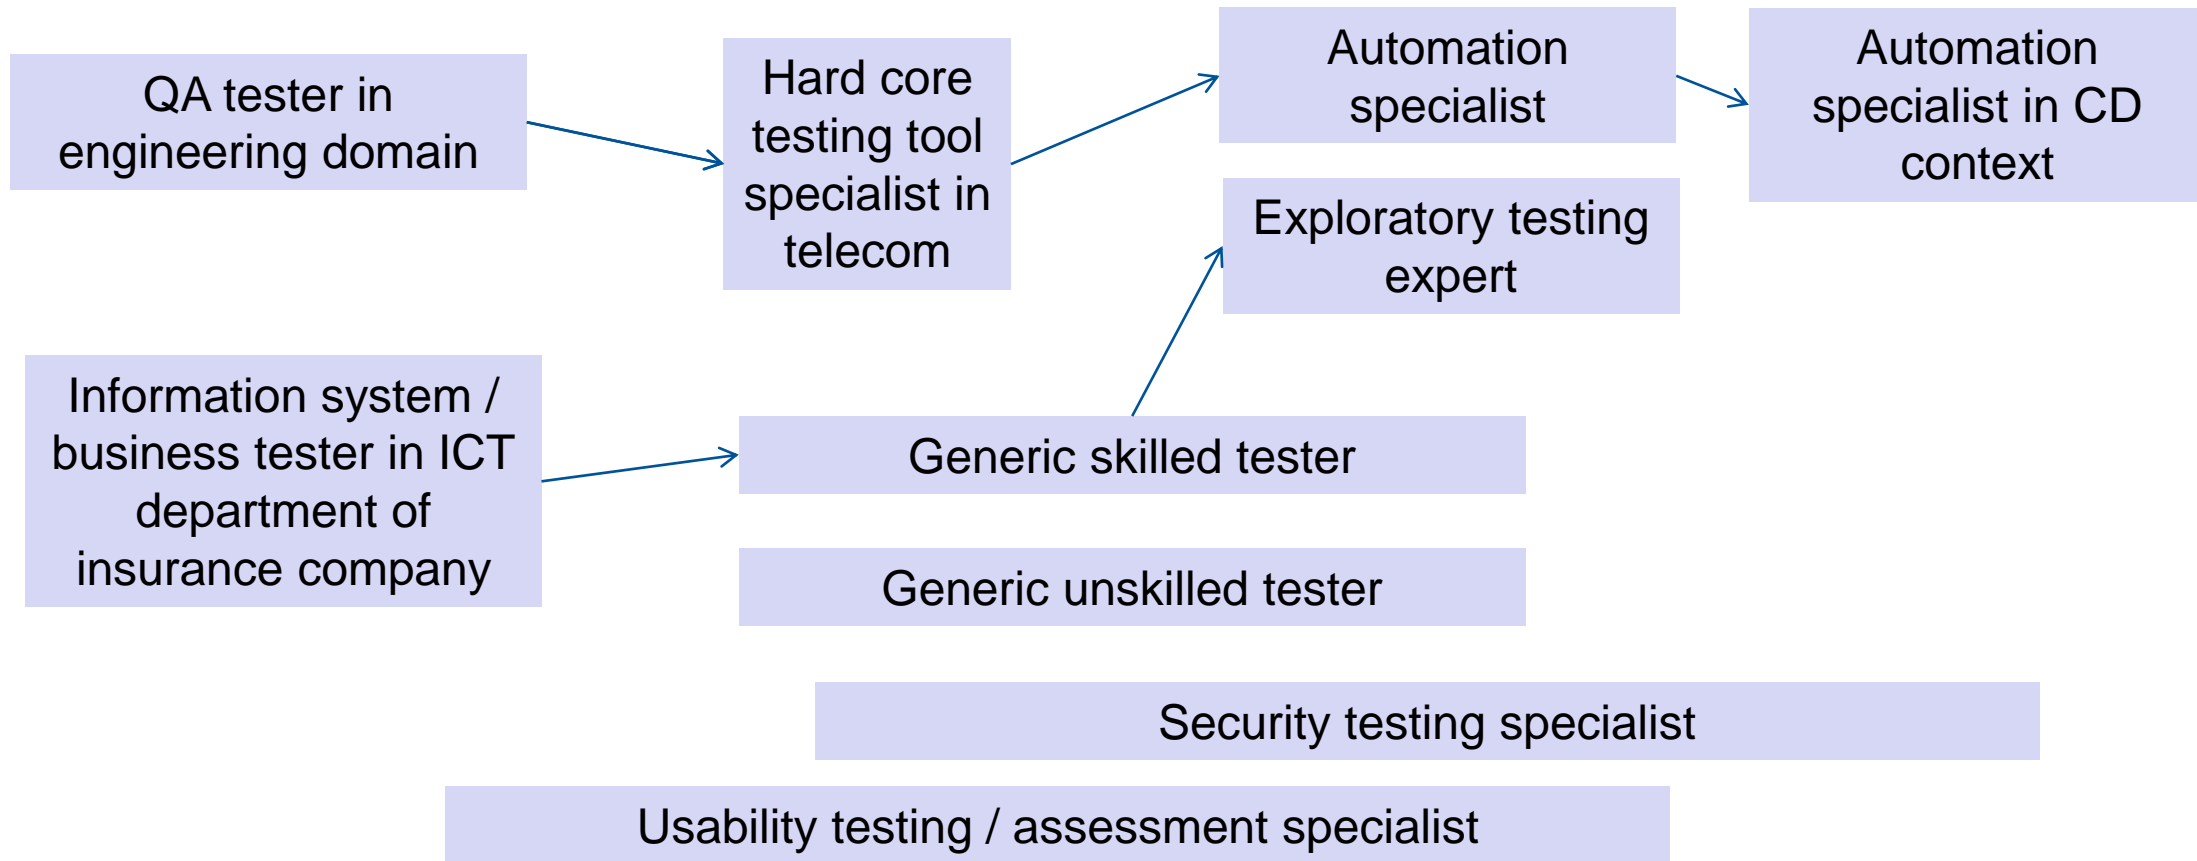 QA tester in
engineering domain
Hard core
testing tool
specialist in
telecom
Automation
specialist
Automation
specialist in CD
context
Exploratory testing
expert
Information system /
business tester in ICT
department of
insurance company
Generic skilled tester
Generic unskilled tester
Security testing specialist
Usability testing / assessment specialist